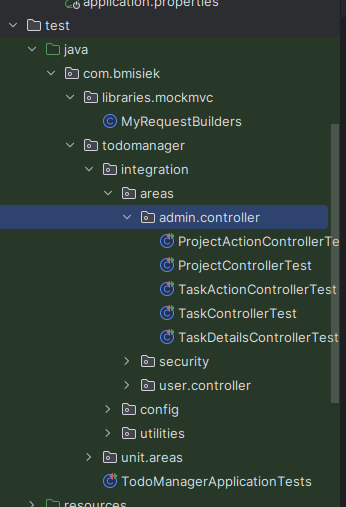 application.properties
test
java
com.bmisiek
libraries.mockmvc
MyRequestBuilders
todomanager
integration
areas
admin.controller
ProjectActionControllerTe
ProjectControllerTest
TaskActionControllerTest
TaskControllerTest
TaskDetailsControllerTest
security
user.controller
config
utilities
unit.areas
TodoManagerApplicationTests
resources